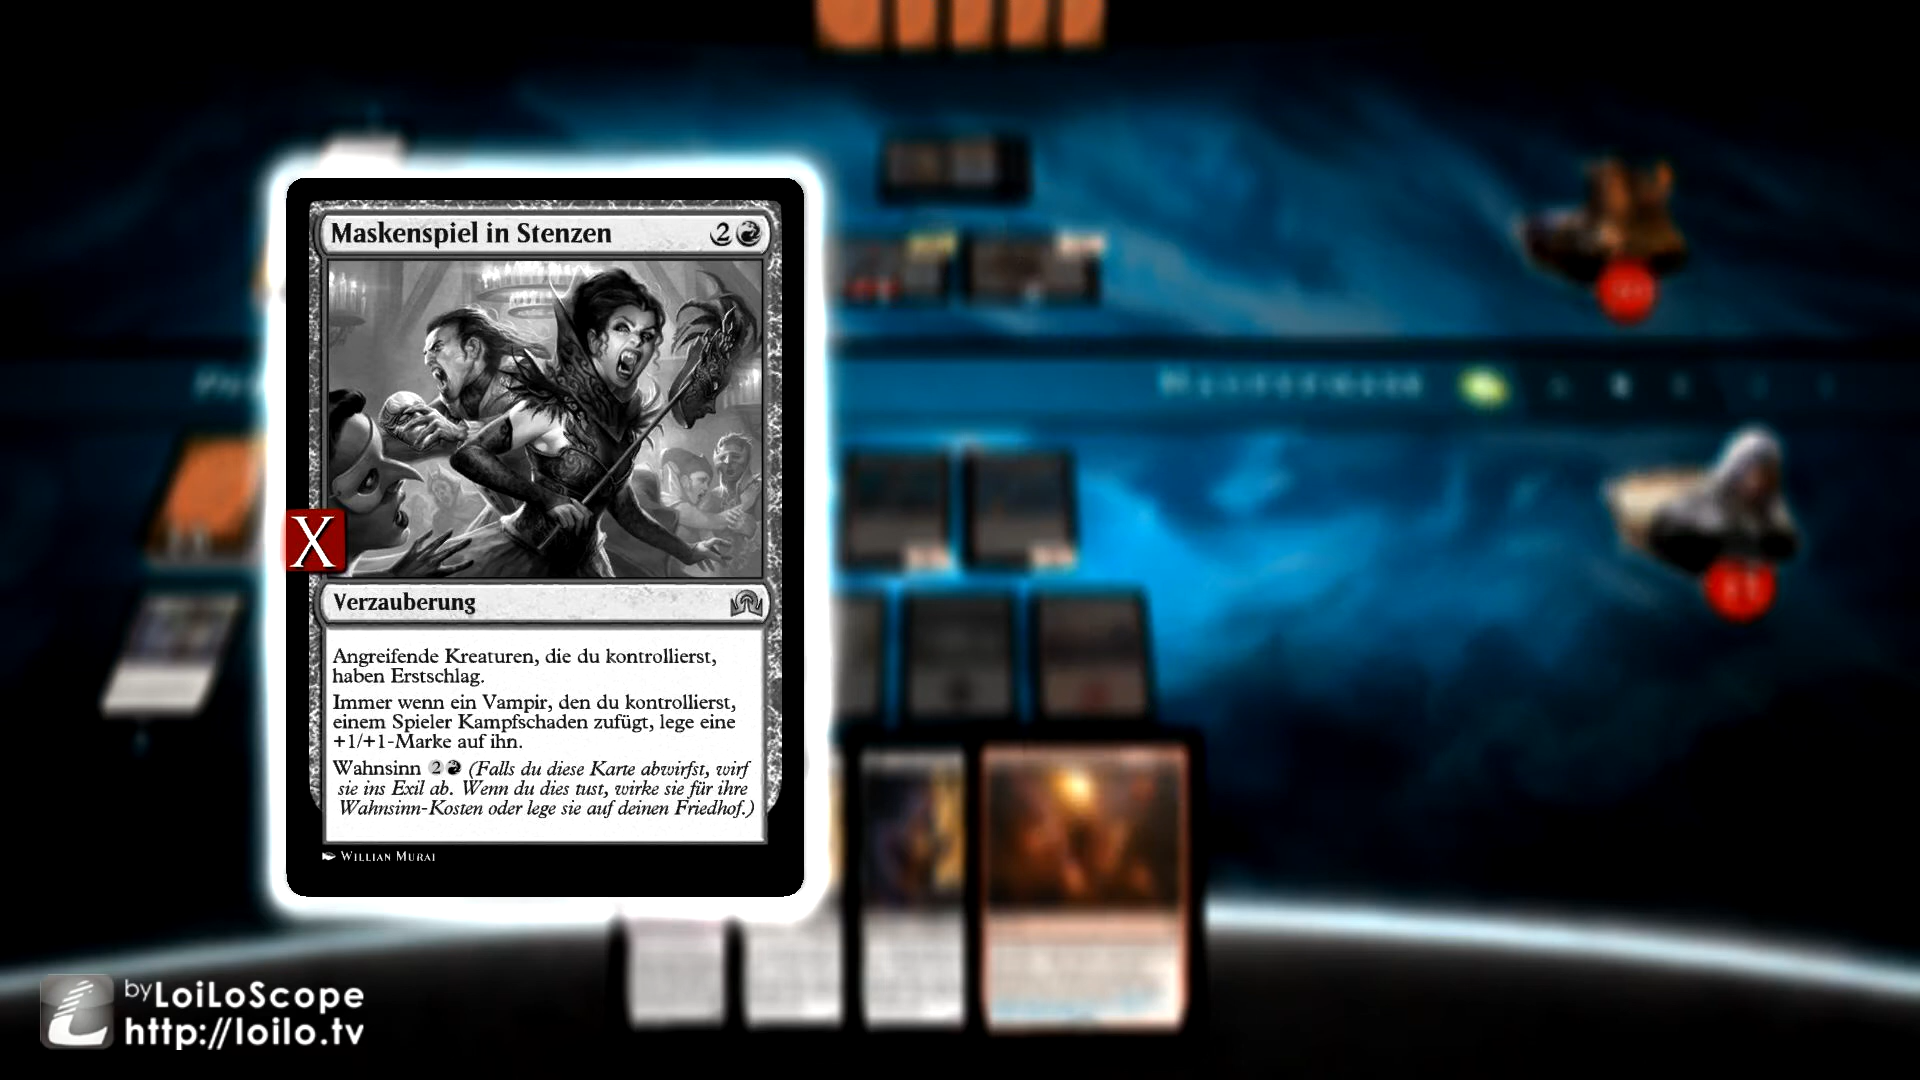 Maskenspiel in Stenzen 2
X
Verzauberung
Angreifende Kreaturen, die du kontrollierst,
haben Erstschlag.
Immer wenn ein Vampir, den du kontrollierst,
einem Spieler Kampfschaden zufügt, lege eine
+1/+1-Marke auf ihn.
Wahnsinn 2 (Falls du diese Karte abwirfst, wirf
sie ins Exil ab. Wenn du dies tust, wirke sie für ihre
Wahnsinn-Kosten oder lege sie auf deinen Friedhof.)
Willian Murai
Hauptphase
by LoiLoScope
http://loilo.tv